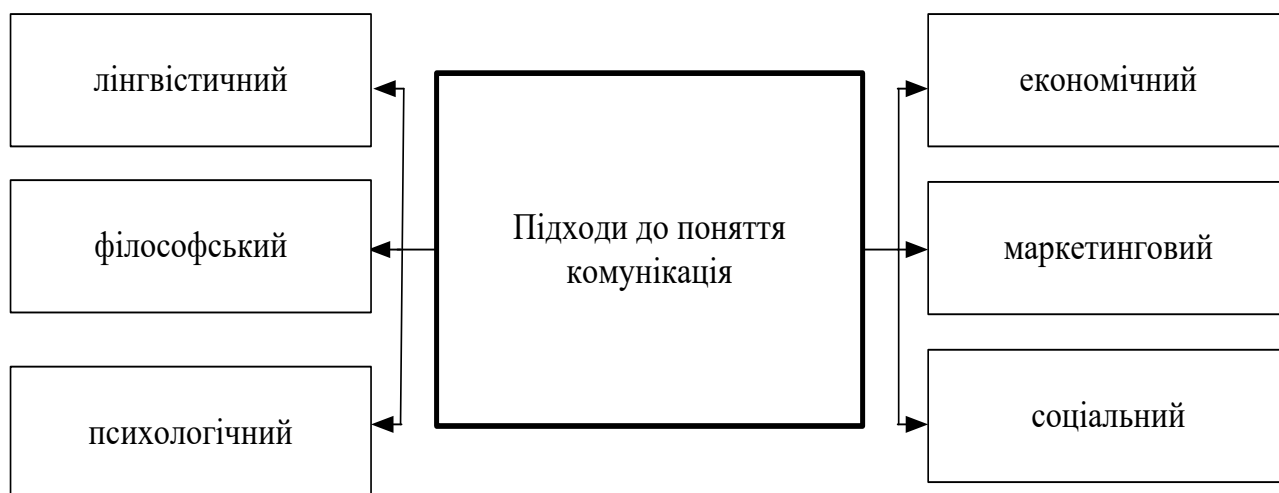 лінгвістичний
філософський
психологічний
Підходи до поняття
комунікація
економічний
маркетинговий
соціальний